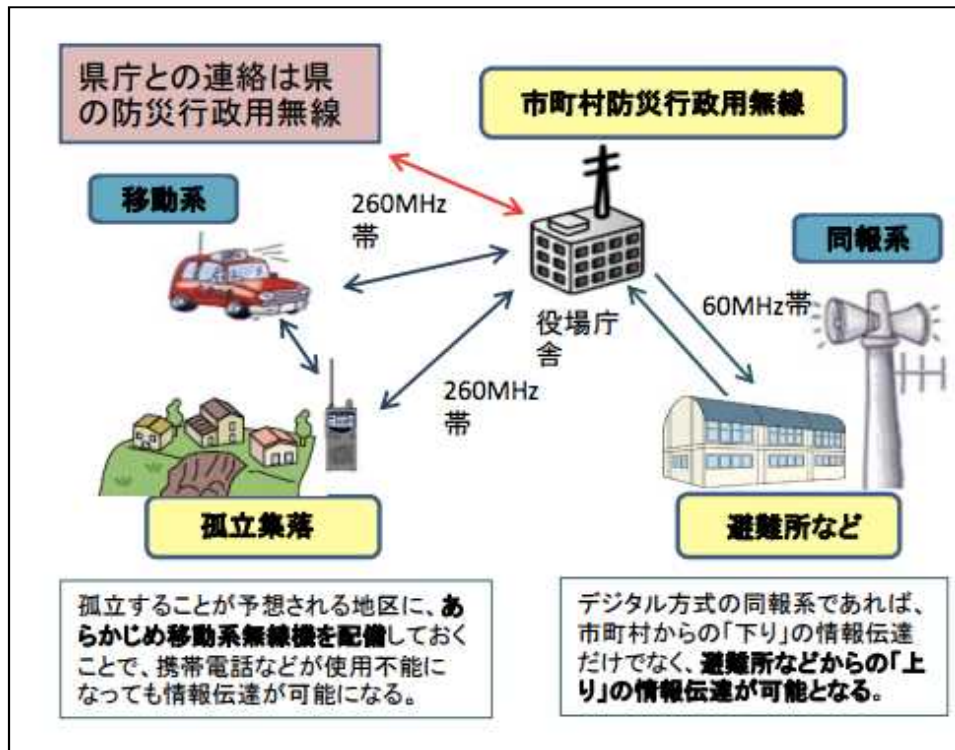 県庁との連絡は県
の防災行政用無線
市町村防災行政用無線
移動系
260MHz
帯
同報系
60MHz帯
役場庁
舎
260MHz
帯
孤立集落
避難所など
孤立することが予想される地区に、あ
らかじめ移動系無線機を配備しておく
ことで、携帯電話などが使用不能に
なっても情報伝達が可能になる。
デジタル方式の同報系であれば、
市町村からの「下り」の情報伝達
だけでなく、避難所などからの「上
り」の情報伝達が可能となる。